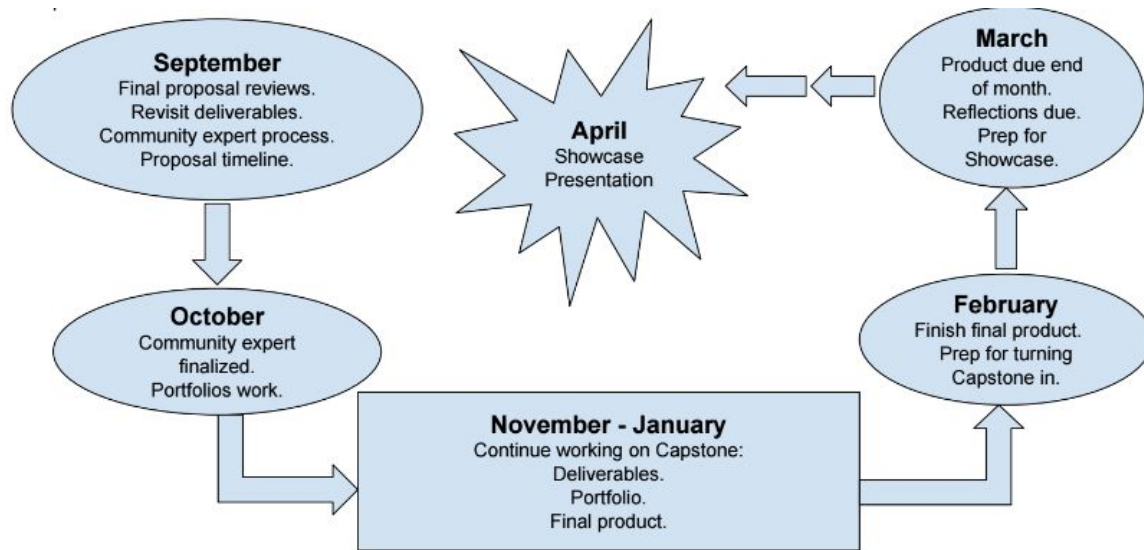 September
Final proposal reviews.
Revisit deliverables.
Community expert process.
Proposal timeline.
October
Community expert
finalized.
Portfolios work.
November - January
Continue working on Capstone:
Deliverables.
Portfolio.
Final product.
February
Finish final product.
Prep for turning
Capstone in.
March
Product due end
of month.
Reflections due.
Prep for
Showcase.
April
Showcase
Presentation